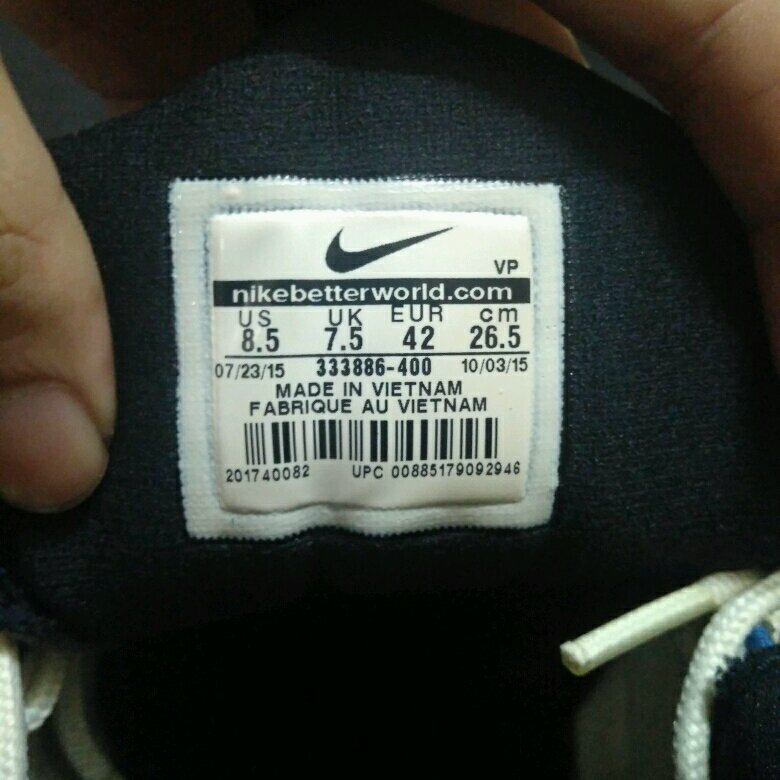 VP
nikebetterworld.com
US UK EUR cm
8.5 7.5 42 26.5
07/23/15 333886-400 10/03/15
MADE IN VIETNAM
FABRIQUE AU VIETNAM
201740082 UPC 00885179092946